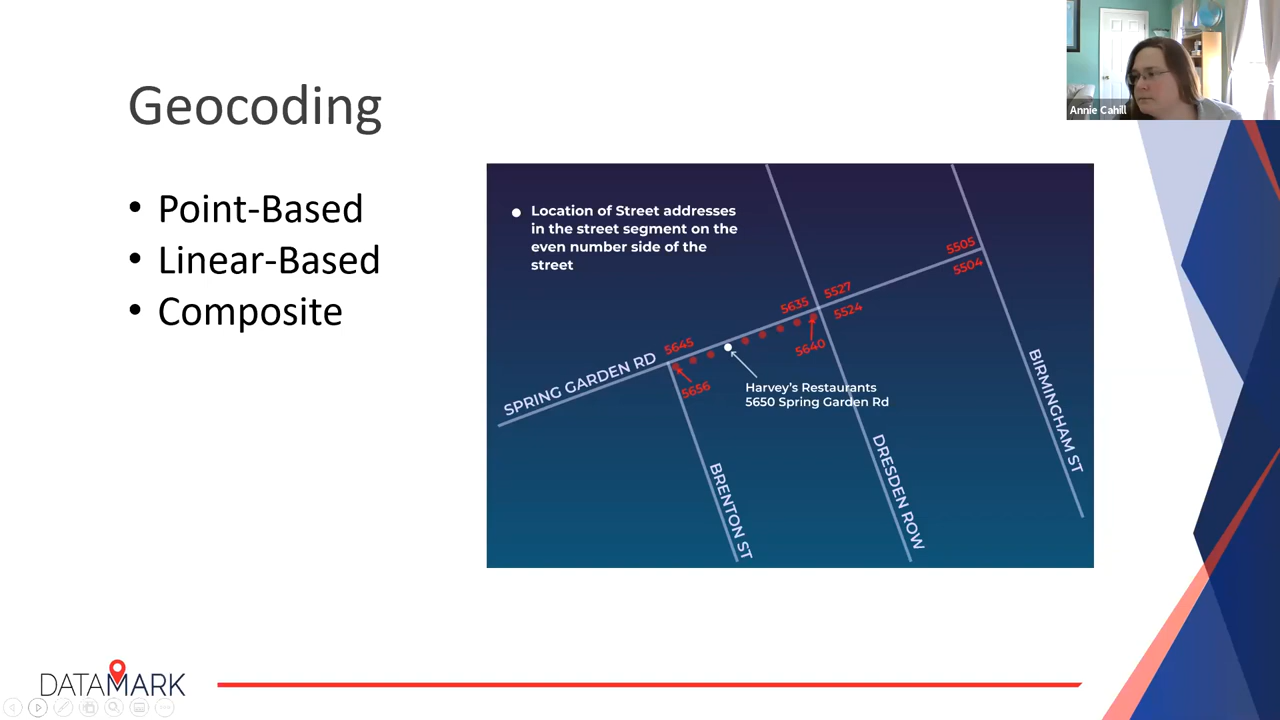 Geocoding
Annie Cahill
• Point-Based
• Linear-Based
• Composite
Location of Street addresses
in the street segment on the
even number side of the
street
5505
5504
5527
5524
5635
5640
5645
5656
SPRING GARDEN RD
Harvey's Restaurants
5650 Spring Garden Rd
BRENTON ST
DRESDEN ROW
BIRMINGHAM ST
DATAMARK